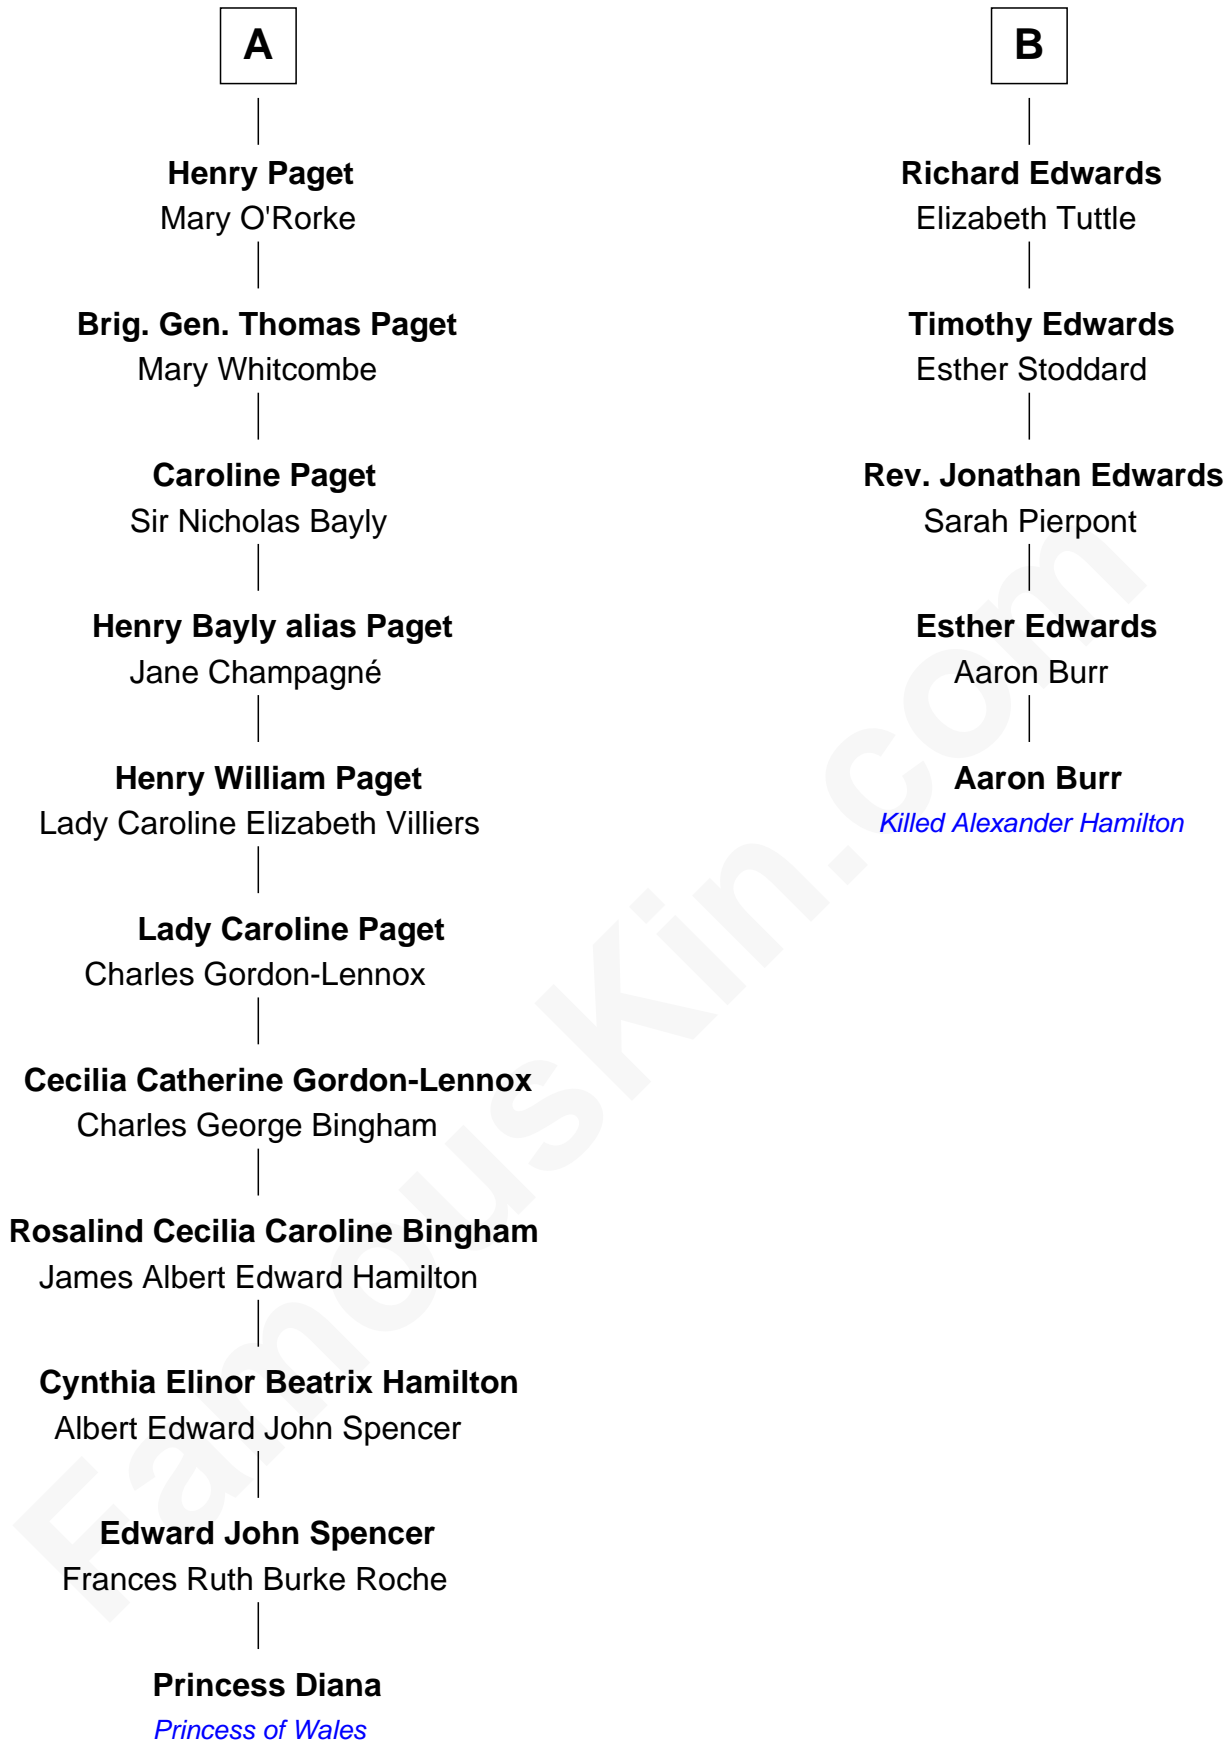 A
Henry Paget
Mary O'Rorke
Brig. Gen. Thomas Paget
Mary Whitcombe
Caroline Paget
Sir Nicholas Bayly
Henry Bayly alias Paget
Jane Champagné
Henry William Paget
Lady Caroline Elizabeth Villiers
Lady Caroline Paget
Charles Gordon-Lennox
Cecilia Catherine Gordon-Lennox
Charles George Bingham
Rosalind Cecilia Caroline Bingham
James Albert Edward Hamilton
Cynthia Elinor Beatrix Hamilton
Albert Edward John Spencer
Edward John Spencer
Frances Ruth Burke Roche
Princess Diana
Princess of Wales
B
Richard Edwards
Elizabeth Tuttle
Timothy Edwards
Esther Stoddard
Rev. Jonathan Edwards
Sarah Pierpont
Esther Edwards
Aaron Burr
Aaron Burr
Killed Alexander Hamilton
FamousKin.com